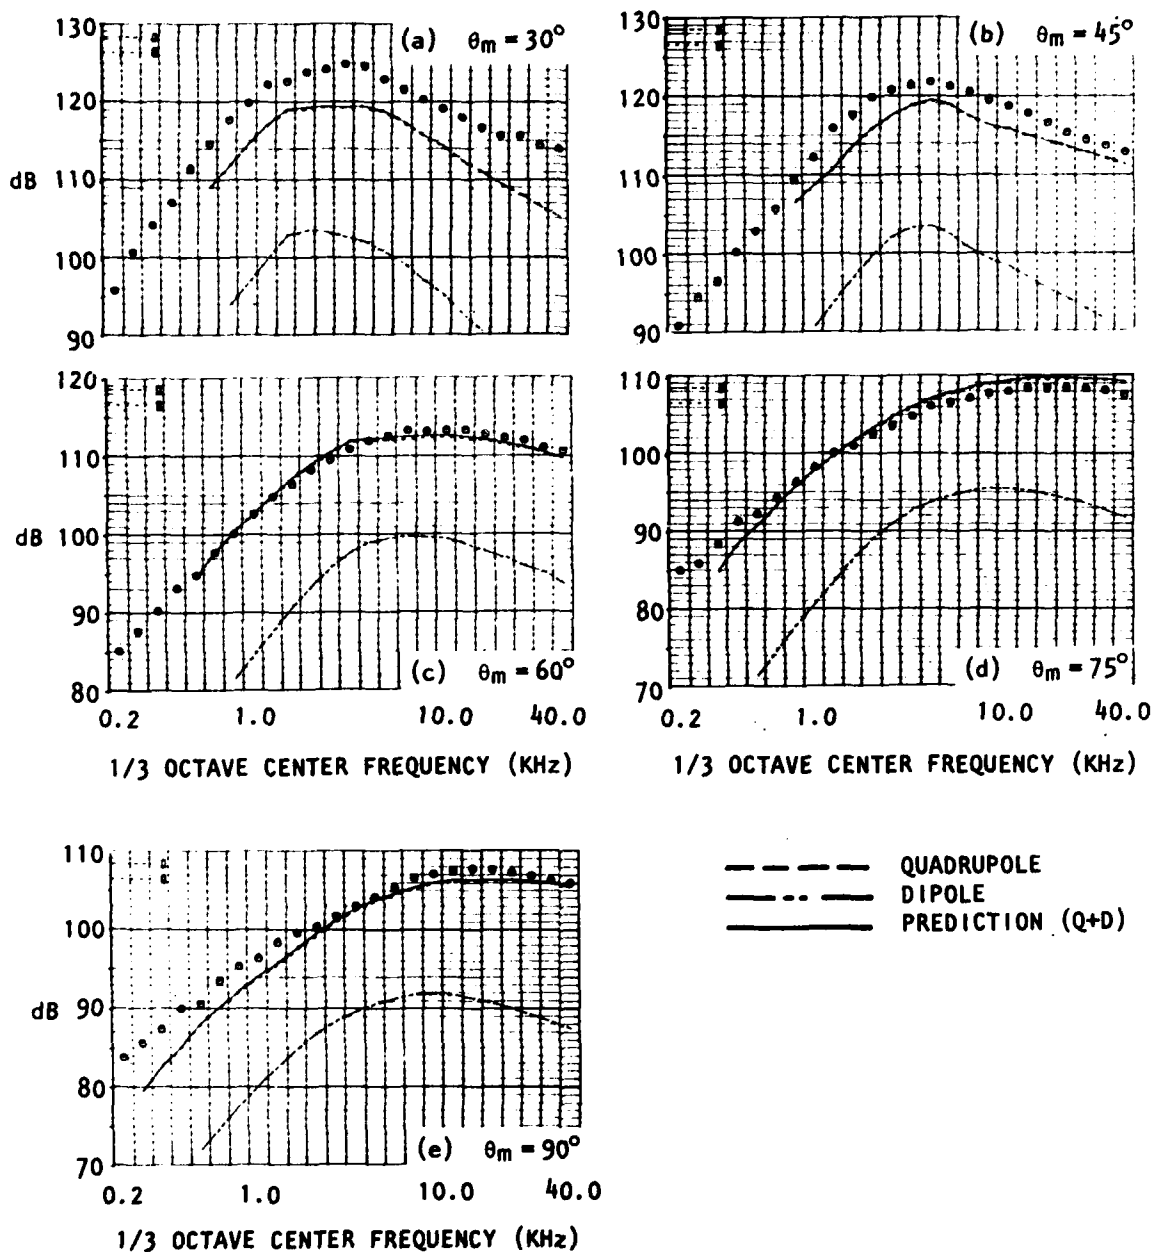 130
120
110
100
90
dB
(a) θm = 30°
130
120
110
100
90
dB
(b) θm = 45°
120
110
100
90
80
dB
(c) θm = 60°
0.2 1.0 10.0 40.0
1/3 OCTAVE CENTER FREQUENCY (KHz)
110
100
90
80
70
(d) θm = 75°
0.2 1.0 10.0 40.0
1/3 OCTAVE CENTER FREQUENCY (KHz)
110
100
90
80
70
dB
(e) θm = 90°
0.2 1.0 10.0 40.0
1/3 OCTAVE CENTER FREQUENCY (KHz)
QUADRUPOLE
DIPOLE
PREDICTION (Q+D)